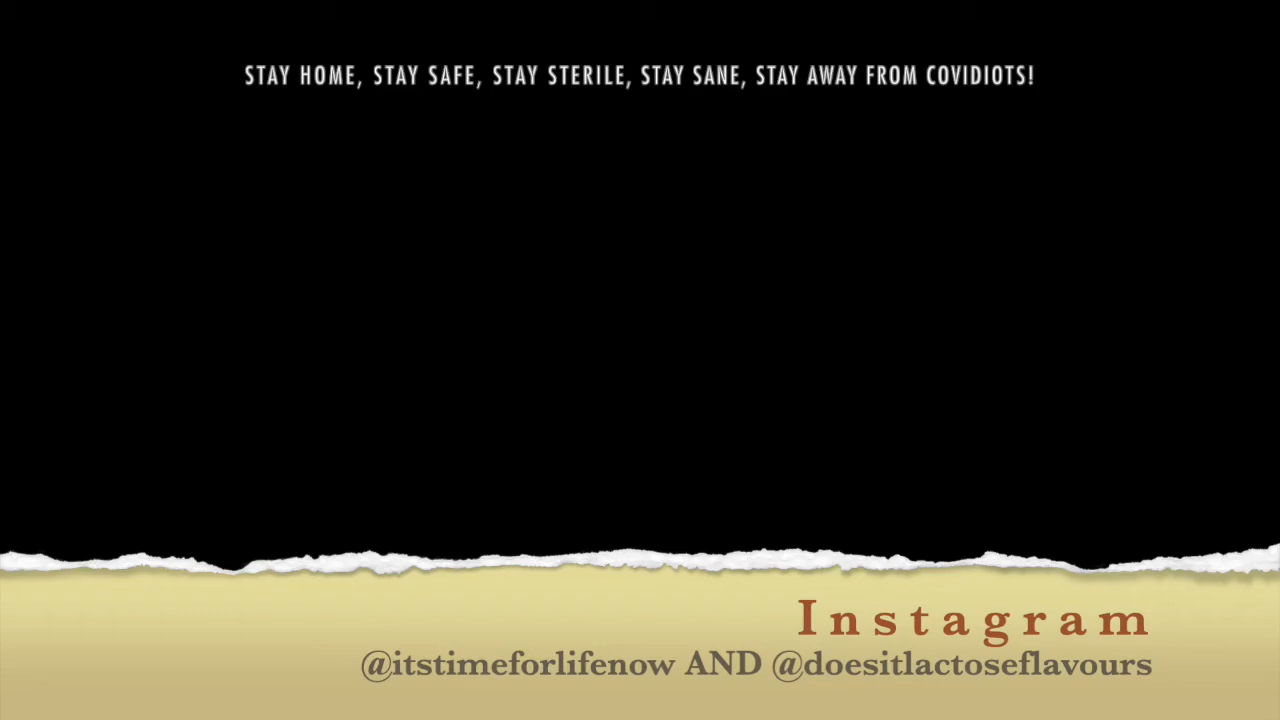 STAY HOME, STAY SAFE, STAY STERILE, STAY SANE, STAY AWAY FROM COVIDIOTS!
Instagram
@itstimeforlifenow AND @doesitlactoseflavours